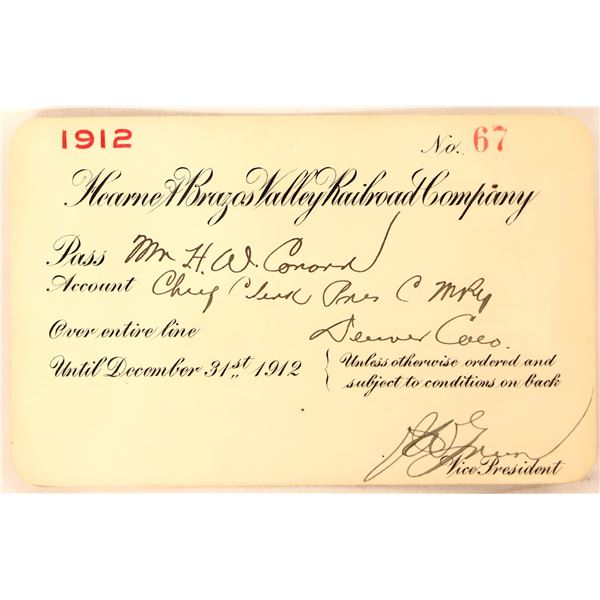 1912 No. 67
Hearne & Brazos Valley Railroad Company
Pass Mr H. W. Conard
Account Chief Clerk Pres C M Ry
Over entire line Denver Colo.
Until December 31st 1912 { Unless otherwise ordered and
subject to conditions on back
Vice President